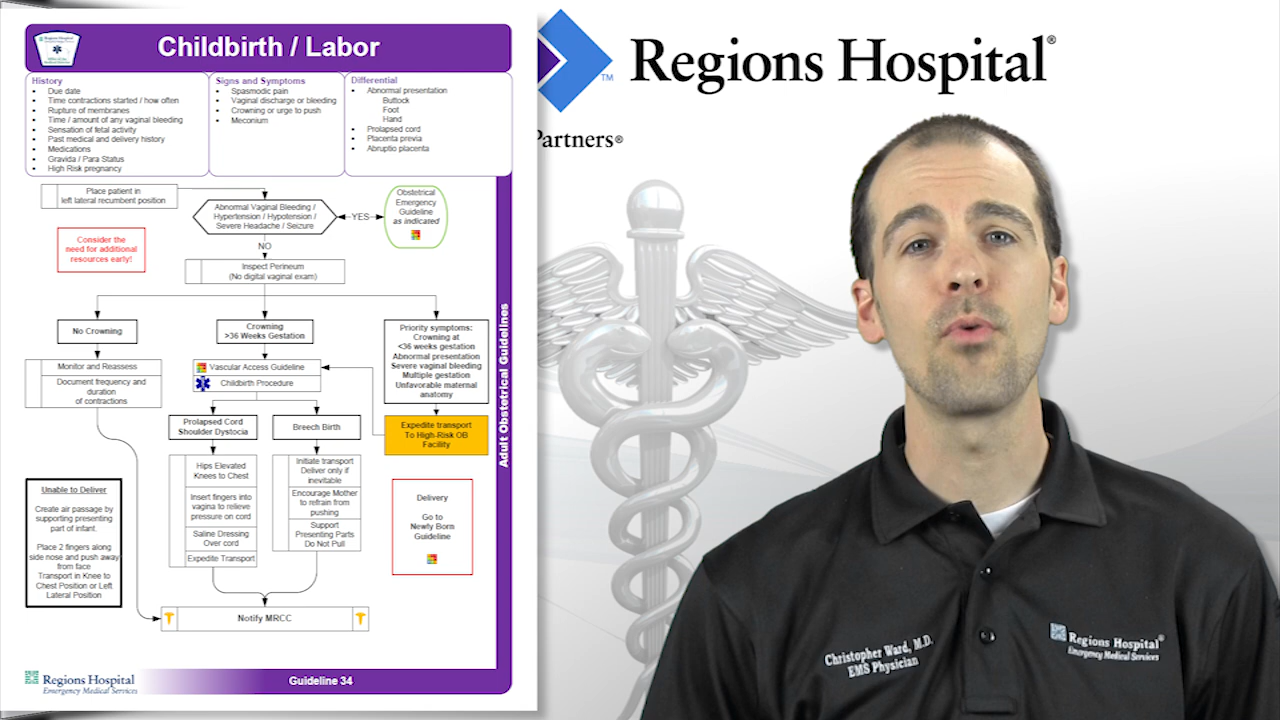 Childbirth / Labor
History
Due date
Time contractions started / how often
Rupture of membranes
Time / amount of any vaginal bleeding
Sensation of fetal activity
Past medical and delivery history
Medications
Gravida / Para Status
High Risk pregnancy
Signs and Symptoms
Spasmodic pain
Vaginal discharge or bleeding
Crowning or urge to push
Meconium
Differential
Abnormal presentation
Buttock
Foot
Hand
Prolapsed cord
Placenta previa
Abruptio placenta
Place patient in
left lateral recumbent position
Abnormal Vaginal Bleeding /
Hypertension / Hypotension /
Severe Headache / Seizure
YES
Obstetrical
Emergency
Guideline
as indicated
Consider the
need for additional
resources early!
NO
Inspect Perineum
(No digital vaginal exam)
No Crowning
Crowning
>36 Weeks Gestation
Priority symptoms:
Crowning at
<36 weeks gestation
Abnormal presentation
Severe vaginal bleeding
Multiple gestation
Unfavorable maternal
anatomy
Monitor and Reassess
Document frequency and
duration
of contractions
Vascular Access Guideline
Childbirth Procedure
Expedite transport
To High-Risk OB
Facility
Prolapsed Cord
Shoulder Dystocia
Breech Birth
Hips Elevated
Knees to Chest
Insert fingers into
vagina to relieve
pressure on cord
Saline Dressing
Over cord
Expedite Transport
Initiate transport
Deliver only if
inevitable
Encourage Mother
to refrain from
pushing
Support
Presenting Parts
Do Not Pull
Unable to Deliver
Create air passage by
supporting presenting
part of infant.
Place 2 fingers along
side nose and push away
from face
Transport in Knee to
Chest Position or Left
Lateral Position
Delivery
Go to
Newly Born
Guideline
Notify MRCC
Adult Obstetrical Guidelines
Regions Hospital
Emergency Medical Services
Guideline 34
Regions Hospital®
TM
Partners®
Christopher Ward, M.D.
EMS Physician
Regions Hospital®
Emergency Medical Services